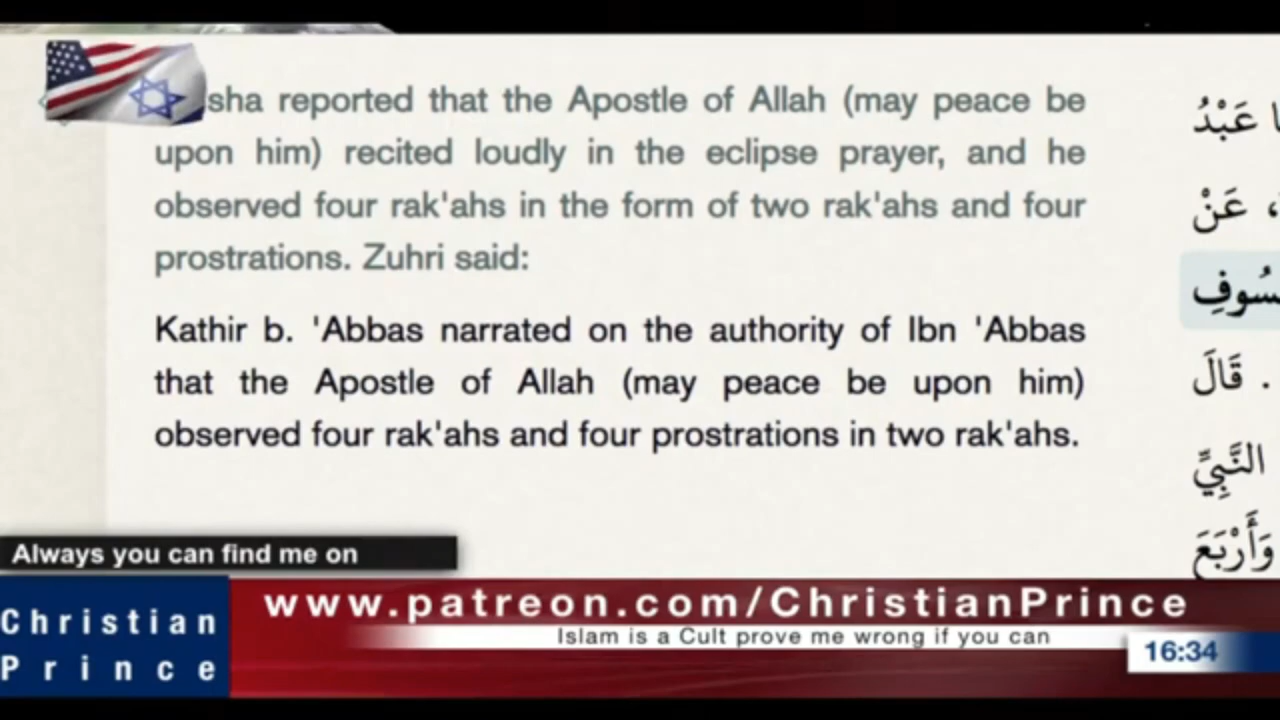 sha reported that the Apostle of Allah (may peace be
upon him) recited loudly in the eclipse prayer, and he
observed four rak'ahs in the form of two rak'ahs and four
prostrations. Zuhri said:
Kathir b. 'Abbas narrated on the authority of Ibn 'Abbas
that the Apostle of Allah (may peace be upon him)
observed four rak'ahs and four prostrations in two rak'ahs.
عَبْدُ
، عَنْ
سُوفِ
. قَالَ
النَّبِيِّ
وَأَرْبَعَ
Always you can find me on
Christian
Prince
www.patreon.com/ChristianPrince
Islam is a Cult prove me wrong if you can
16:34